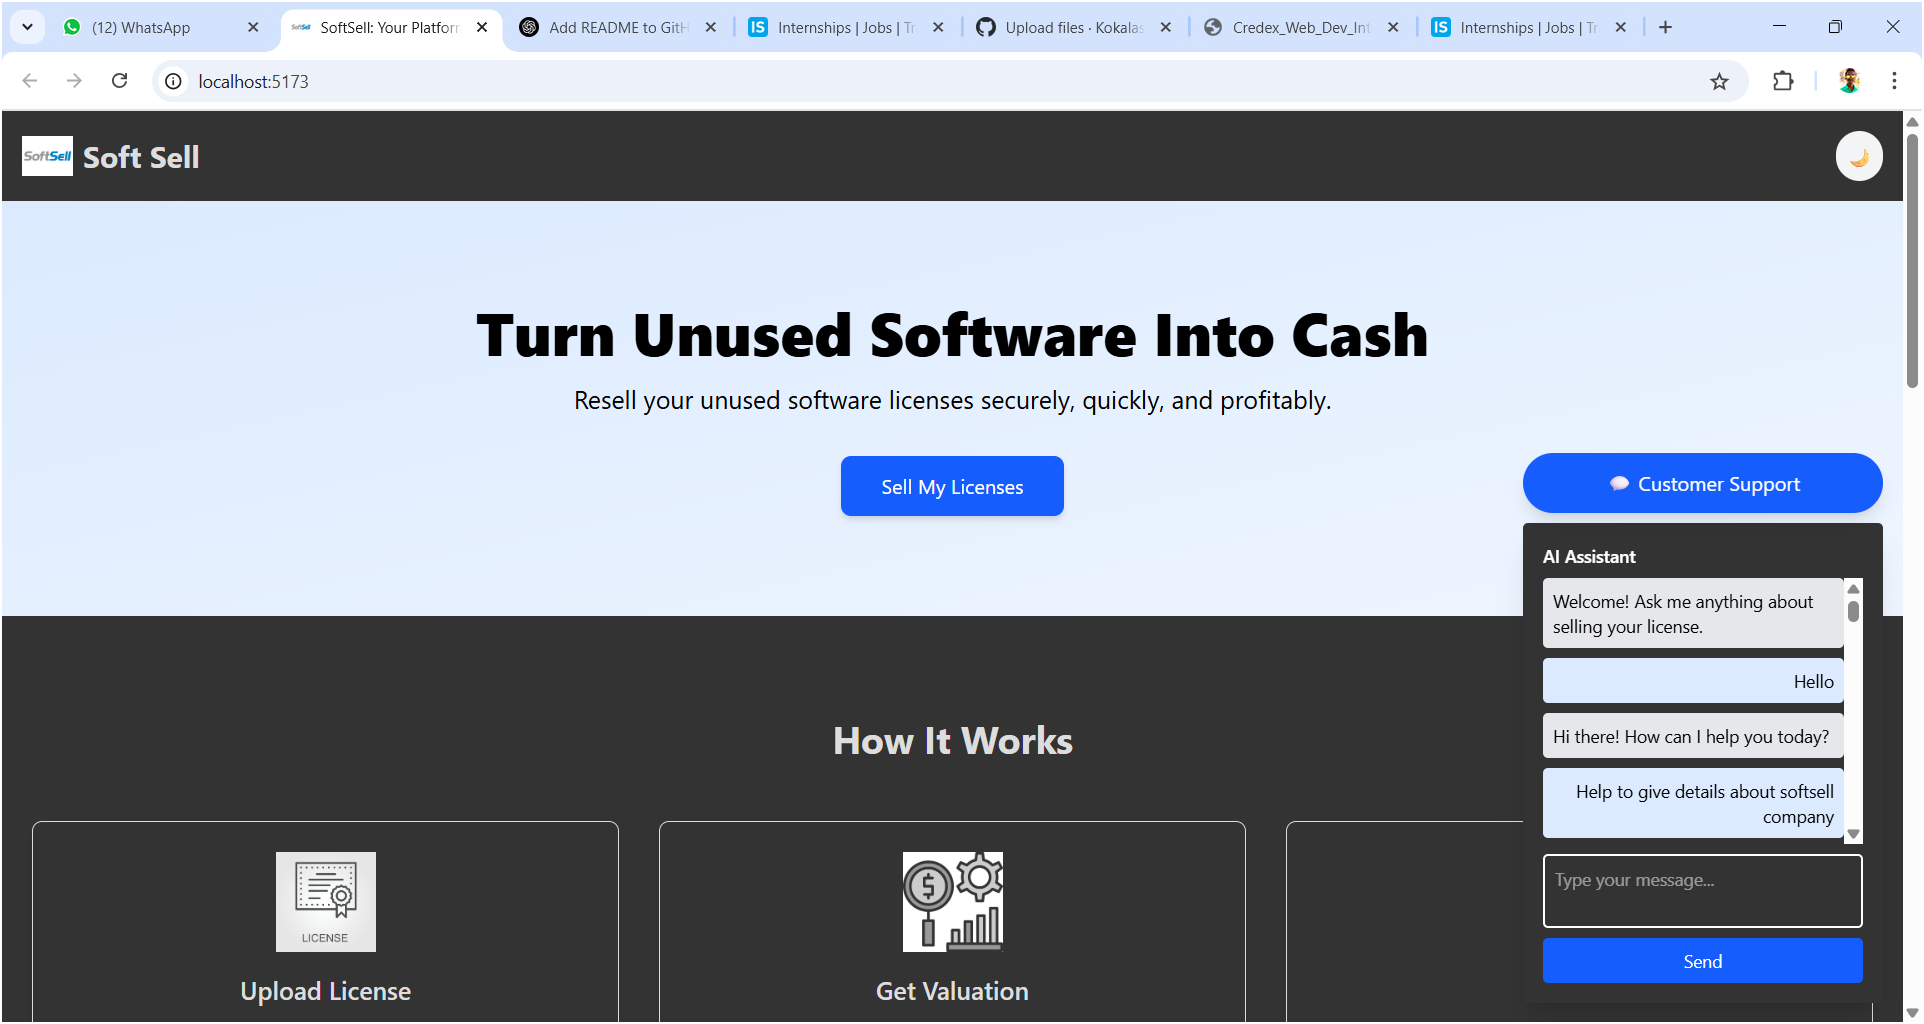 (12) WhatsApp
SoftSell: Your Platforr
Add README to GitH
Internships | Jobs | Tr
Upload files · Kokalas
Credex_Web_Dev_Int
Internships | Jobs | Tr
localhost:5173
SoftSell
Soft Sell
Turn Unused Software Into Cash
Resell your unused software licenses securely, quickly, and profitably.
Sell My Licenses
Customer Support
AI Assistant
Welcome! Ask me anything about
selling your license.
Hello
Hi there! How can I help you today?
Help to give details about softsell
company
Type your message...
Send
How It Works
LICENSE
Upload License
Get Valuation